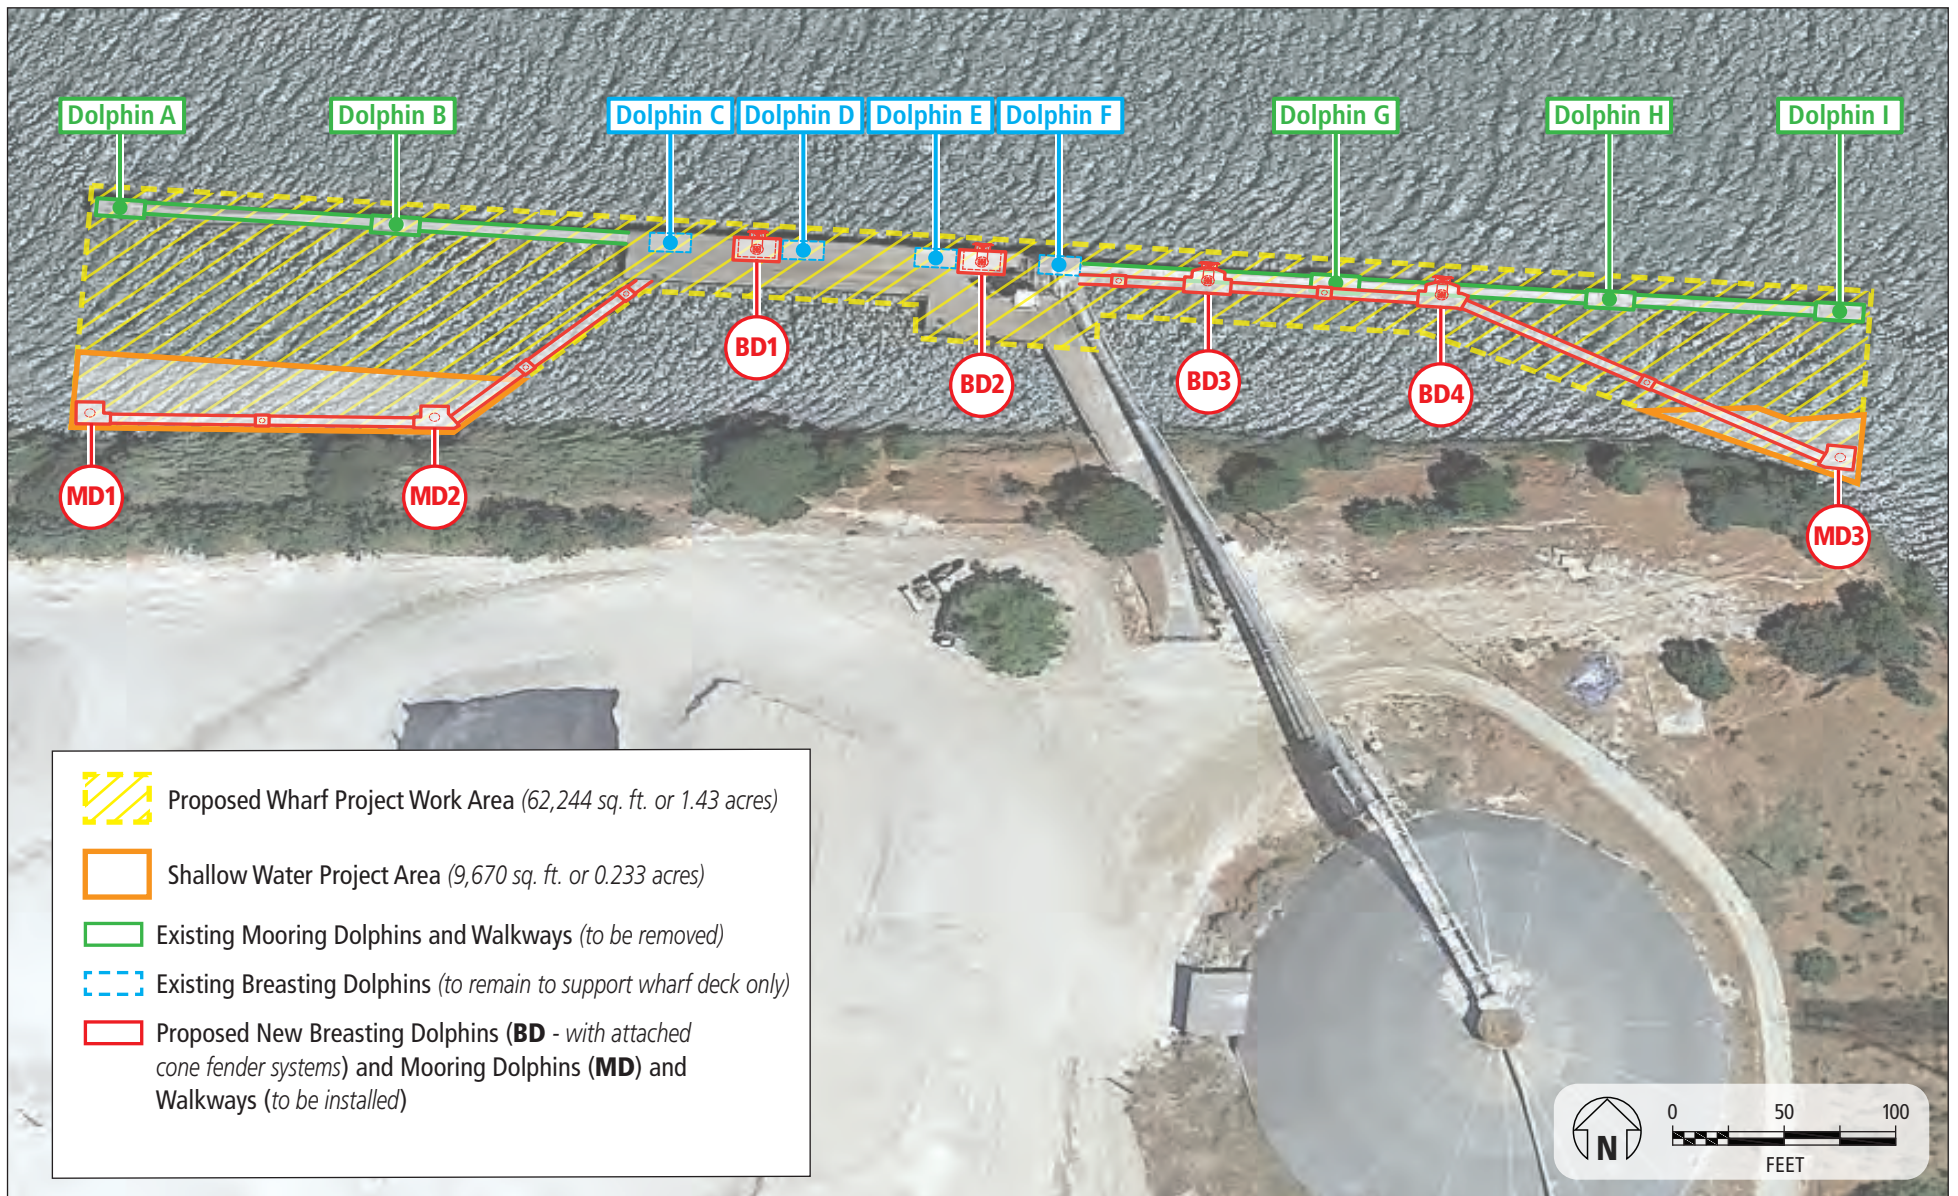 Dolphin A
Dolphin B
Dolphin C
Dolphin D
Dolphin E
Dolphin F
Dolphin G
Dolphin H
Dolphin I
BD1
BD2
BD3
BD4
MD1
MD2
MD3
Proposed Wharf Project Work Area (62,244 sq. ft. or 1.43 acres)
Shallow Water Project Area (9,670 sq. ft. or 0.233 acres)
Existing Mooring Dolphins and Walkways (to be removed)
Existing Breasting Dolphins (to remain to support wharf deck only)
Proposed New Breasting Dolphins (BD - with attached
cone fender systems) and Mooring Dolphins (MD) and
Walkways (to be installed)
N
0 50 100
FEET